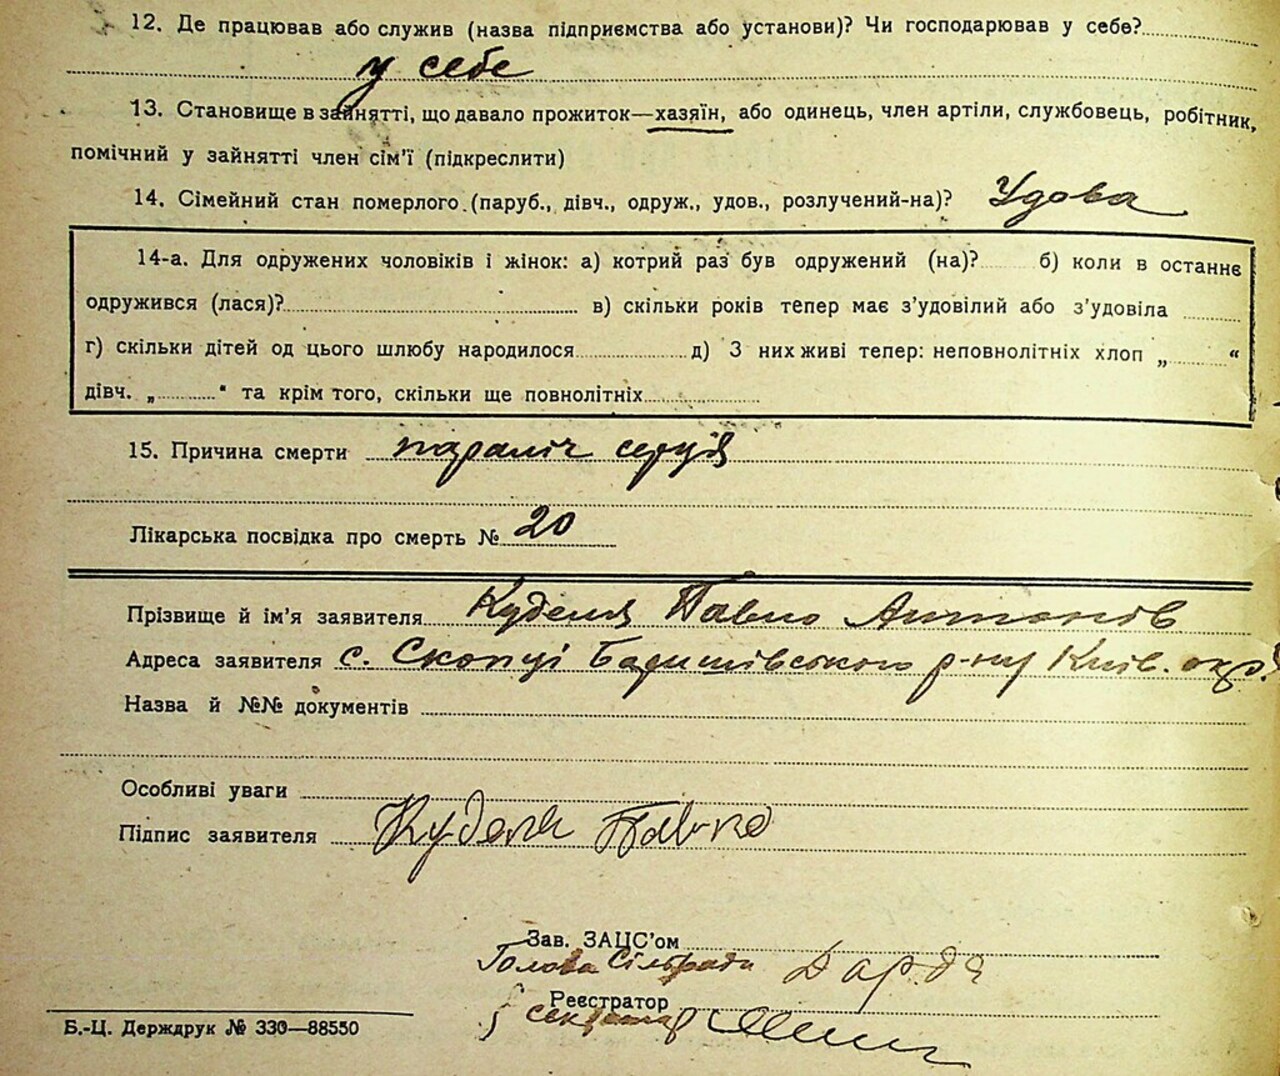 12. Де працював або служив (назва підприємства або установи)? Чи господарював у себе?
у себе
13. Становище в зайнятті, що давало прожиток—хазяїн, або одинець, член артіли, службовець, робітник,
помічний у зайнятті член сім'ї (підкреслити)
14. Сімейний стан померлого (паруб., дівч., одруж., удов., розлучений-на)? Удова
14-а. Для одружених чоловіків і жінок: а) котрий раз був одружений (на)? б) коли в останнє
одружився (лася)? в) скільки років тепер має з'удовілий або з'удовіла
г) скільки дітей од цього шлюбу народилося д) З них живі тепер: неповнолітніх хлоп „ “
дівч. „ “ та крім того, скільки ще повнолітніх
15. Причина смерти параліч серця
Лікарська посвідка про смерть № 20
Прізвище й ім'я заявителя Куделя Павло Антонів
Адреса заявителя с. Скопці Баришівського р-ну Київ. окр.
Назва й №№ документів
Особливі уваги
Підпис заявителя Куделя Павло
Зав. ЗАЦС'ом
Голова Сільради Дарда
Реєстратор
Секретар
Б.-Ц. Держдрук № 330—88550